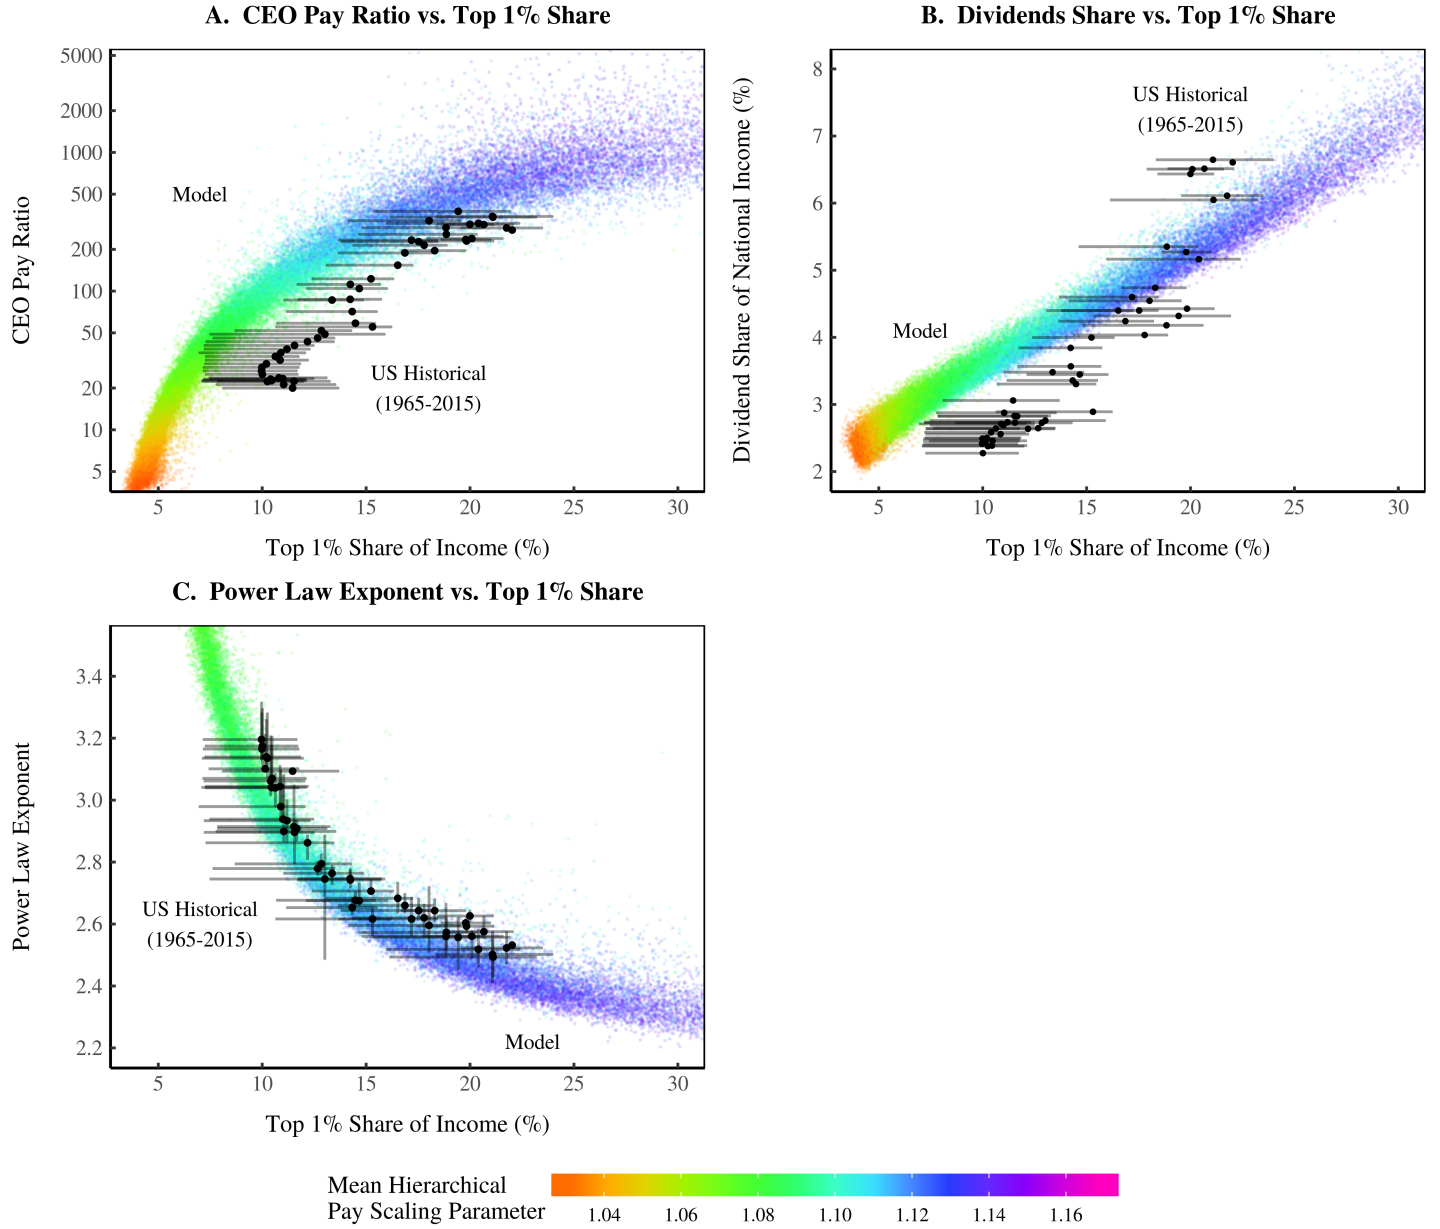 A. CEO Pay Ratio vs. Top 1% Share
CEO Pay Ratio
5000
2000
1000
500
200
100
50
20
10
5
Model
US Historical
(1965-2015)
5 10 15 20 25 30
Top 1% Share of Income (%)
B. Dividends Share vs. Top 1% Share
Dividend Share of National Income (%)
8
7
6
5
4
3
2
US Historical
(1965-2015)
Model
5 10 15 20 25 30
Top 1% Share of Income (%)
C. Power Law Exponent vs. Top 1% Share
Power Law Exponent
3.4
3.2
3.0
2.8
2.6
2.4
2.2
US Historical
(1965-2015)
Model
5 10 15 20 25 30
Top 1% Share of Income (%)
Mean Hierarchical
Pay Scaling Parameter
1.04 1.06 1.08 1.10 1.12 1.14 1.16